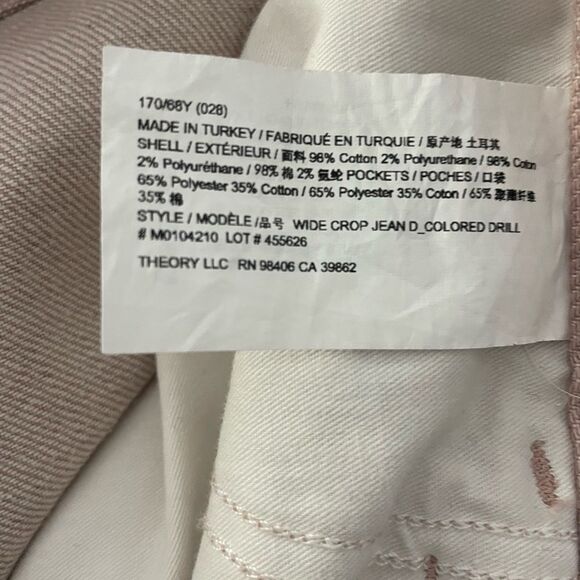 170/68Y (028)
MADE IN TURKEY / FABRIQUÉ EN TURQUIE / 原产地 土耳其
SHELL / EXTÉRIEUR / 面料 98% Cotton 2% Polyurethane / 98% Coton
2% Polyuréthane / 98% 棉 2% 氨纶 POCKETS / POCHES / 口袋
65% Polyester 35% Cotton / 65% Polyester 35% Coton / 65% 聚酯纤维
35% 棉
STYLE / MODÈLE /品号 WIDE CROP JEAN D_COLORED DRILL
# M0104210 LOT # 455626
THEORY LLC RN 98406 CA 39862